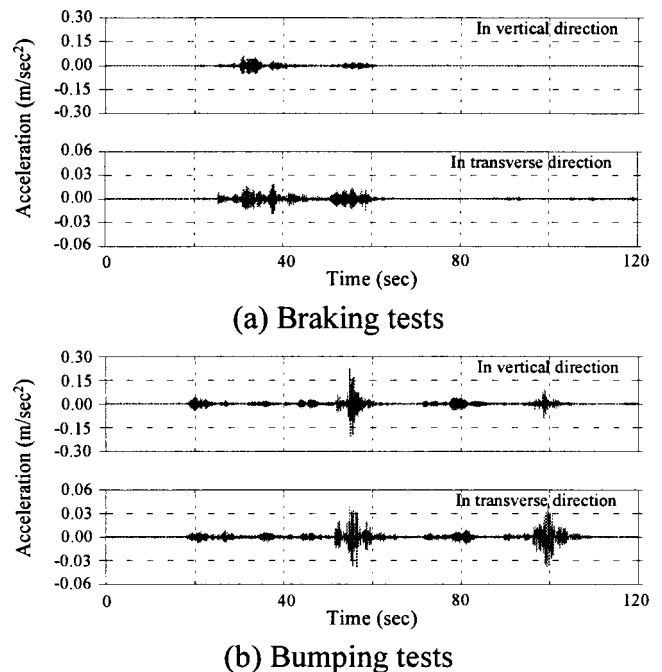 Acceleration (m/sec²)
0.30
In vertical direction
0.15
0.00
-0.15
-0.30
0.06
In transverse direction
0.03
0.00
-0.03
-0.06
0 40 80 120
Time (sec)
(a) Braking tests
Acceleration (m/sec²)
0.30
In vertical direction
0.15
0.00
-0.15
-0.30
0.06
In transverse direction
0.03
0.00
-0.03
-0.06
0 40 80 120
Time (sec)
(b) Bumping tests